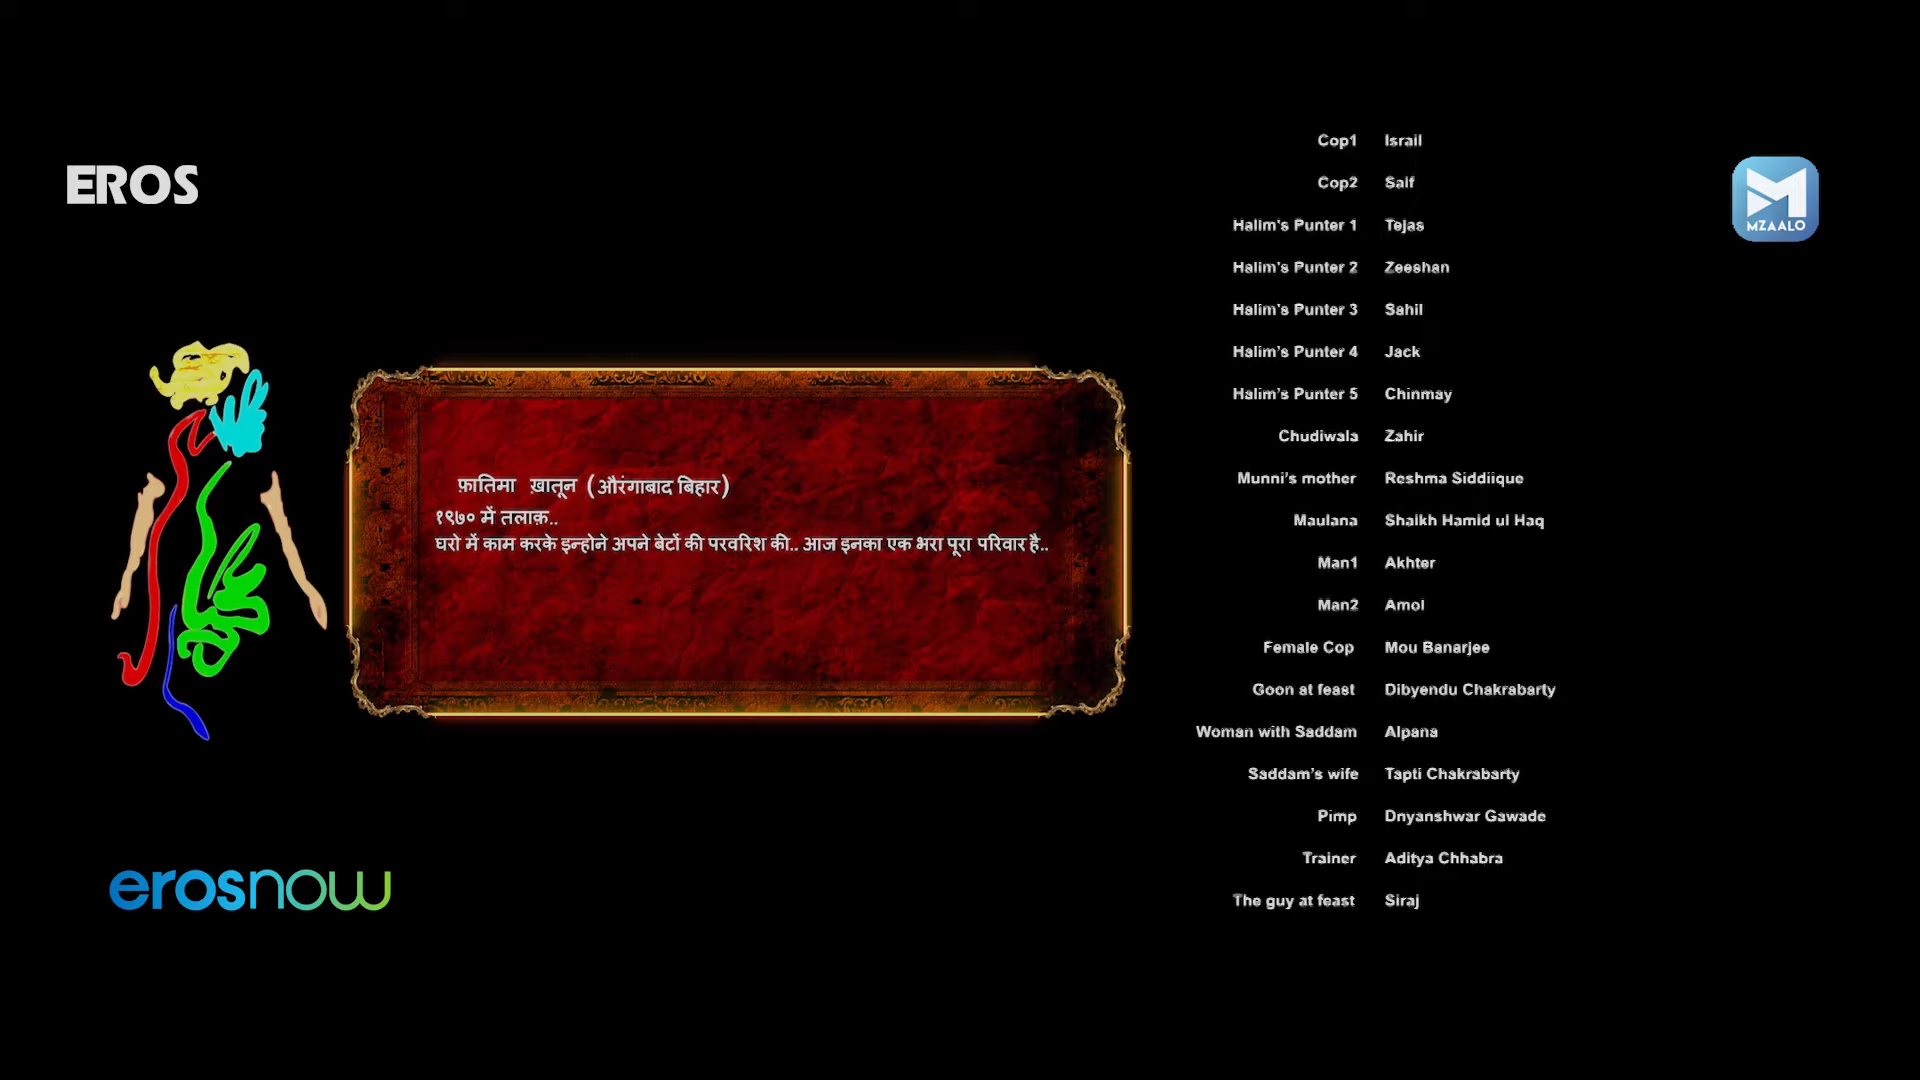 EROS
MZAALO
फ़ातिमा ख़ातून (औरंगाबाद बिहार)
१९७० में तलाक़..
घरो में काम करके इन्होने अपने बेटों की परवरिश की.. आज इनका एक भरा पूरा परिवार है..
Cop1 Israil
Cop2 Saif
Halim's Punter 1 Tejas
Halim's Punter 2 Zeeshan
Halim's Punter 3 Sahil
Halim's Punter 4 Jack
Halim's Punter 5 Chinmay
Chudiwala Zahir
Munni's mother Reshma Siddiique
Maulana Shaikh Hamid ul Haq
Man1 Akhter
Man2 Amol
Female Cop Mou Banarjee
Goon at feast Dibyendu Chakrabarty
Woman with Saddam Alpana
Saddam's wife Tapti Chakrabarty
Pimp Dnyanshwar Gawade
Trainer Aditya Chhabra
The guy at feast Siraj
erosnow